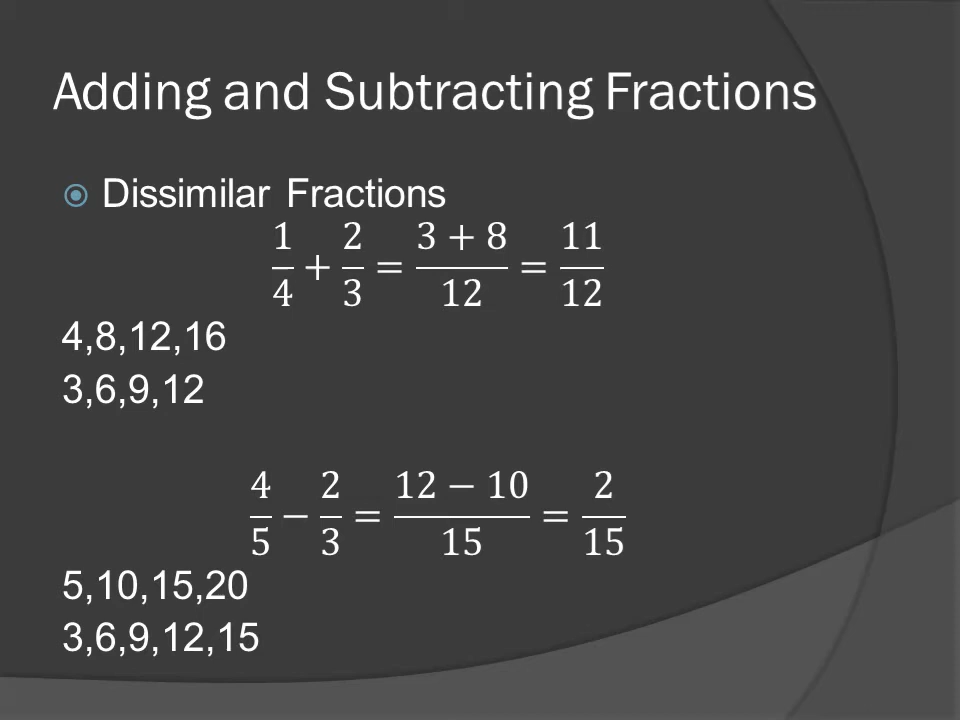 Adding and Subtracting Fractions
Dissimilar Fractions
1/4 + 2/3 = (3 + 8)/12 = 11/12
4,8,12,16
3,6,9,12
4/5 − 2/3 = (12 − 10)/15 = 2/15
5,10,15,20
3,6,9,12,15